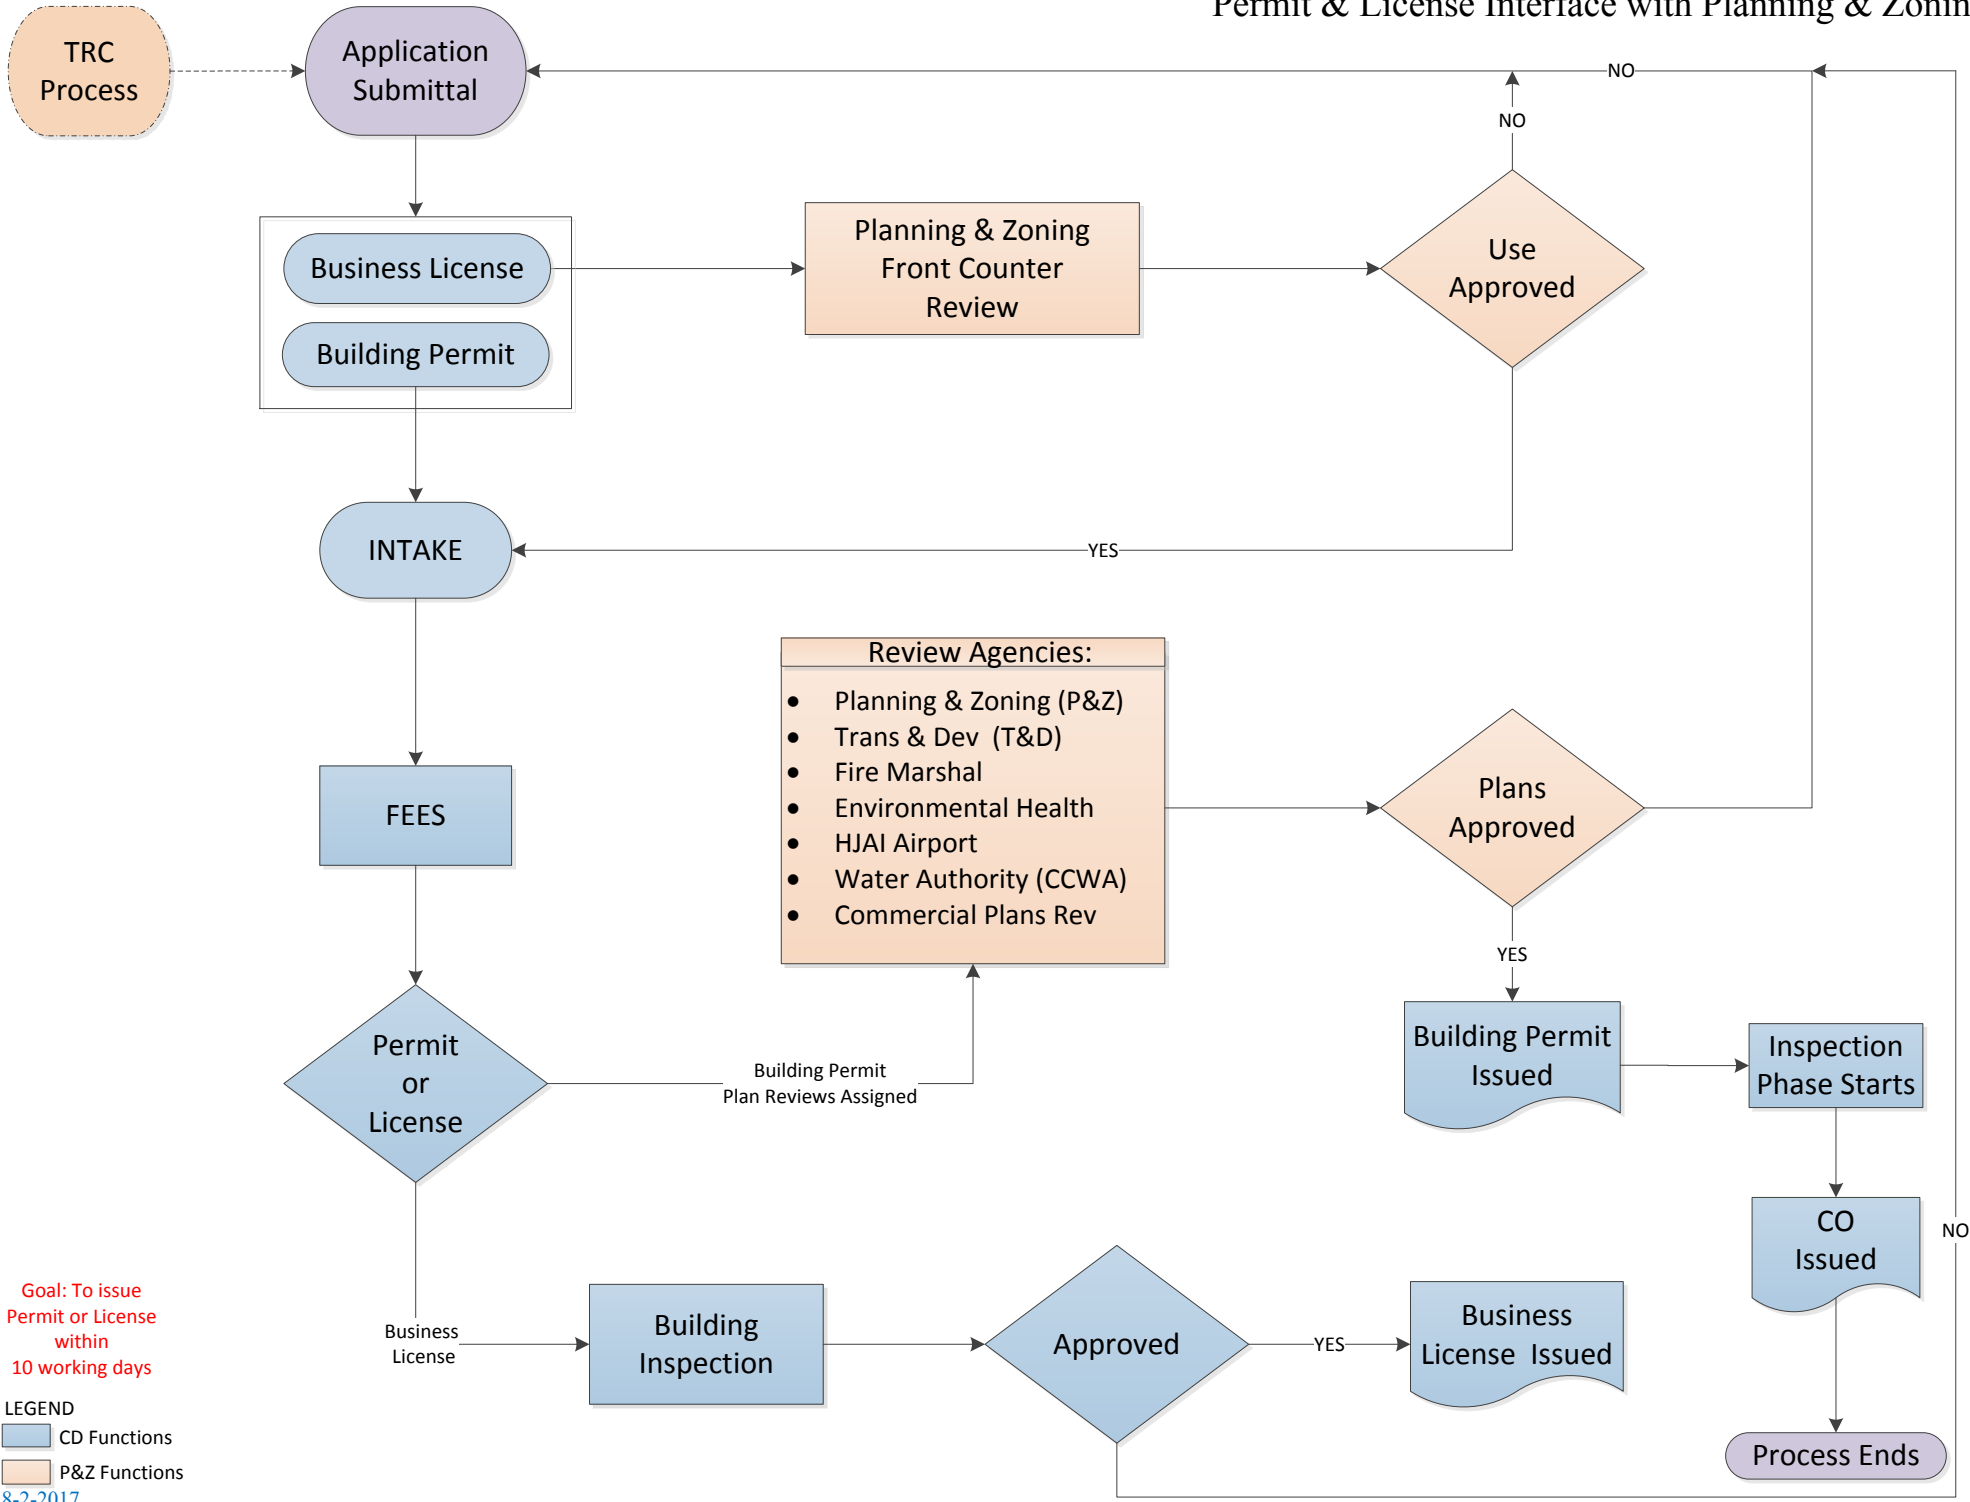 Permit & License Interface with Planning & Zonin
TRC
Process
Application
Submittal
NO
NO
Business License
Building Permit
Planning & Zoning
Front Counter
Review
Use
Approved
INTAKE
YES
FEES
Review Agencies:
• Planning & Zoning (P&Z)
• Trans & Dev (T&D)
• Fire Marshal
• Environmental Health
• HJAI Airport
• Water Authority (CCWA)
• Commercial Plans Rev
Plans
Approved
YES
Permit
or
License
Building Permit
Plan Reviews Assigned
Building Permit
Issued
Inspection
Phase Starts
CO
Issued
NO
Business
License
Building
Inspection
Approved
YES
Business
License Issued
Process Ends
Goal: To issue
Permit or License
within
10 working days
LEGEND
CD Functions
P&Z Functions
8-2-2017